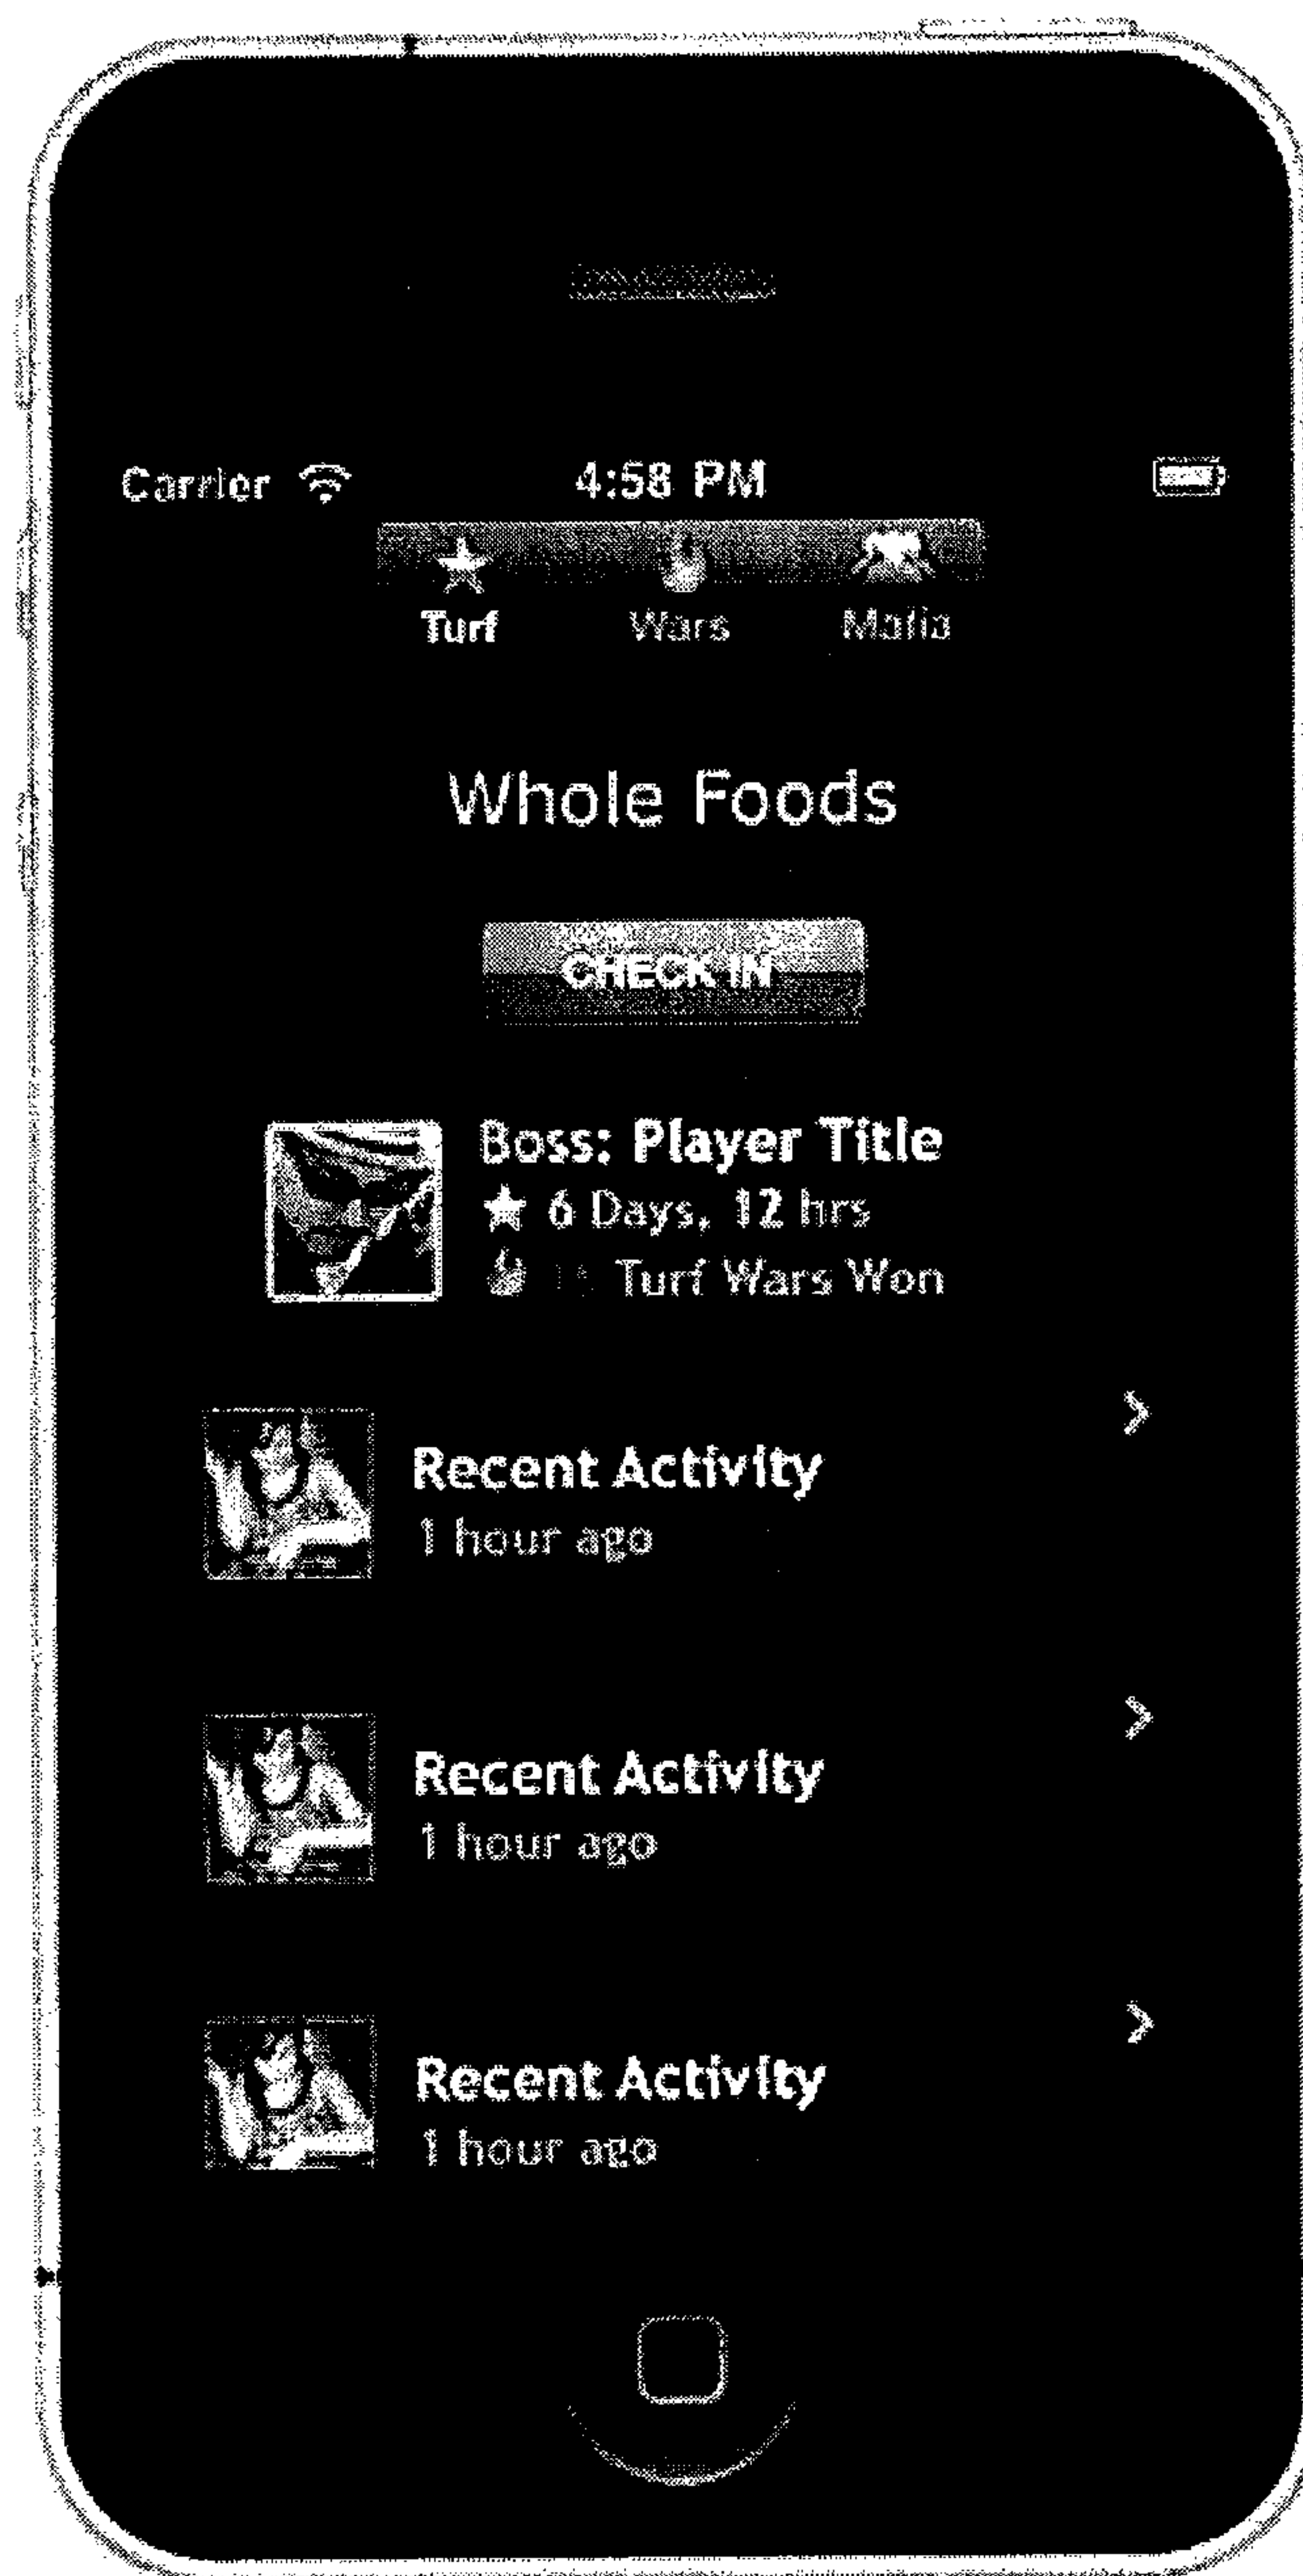 Carrier 4:58 PM
Turf Wars Mafia
Whole Foods
CHECK IN
Boss: Player Title
6 Days, 12 hrs
Turf Wars Won
Recent Activity
1 hour ago
Recent Activity
1 hour ago
Recent Activity
1 hour ago